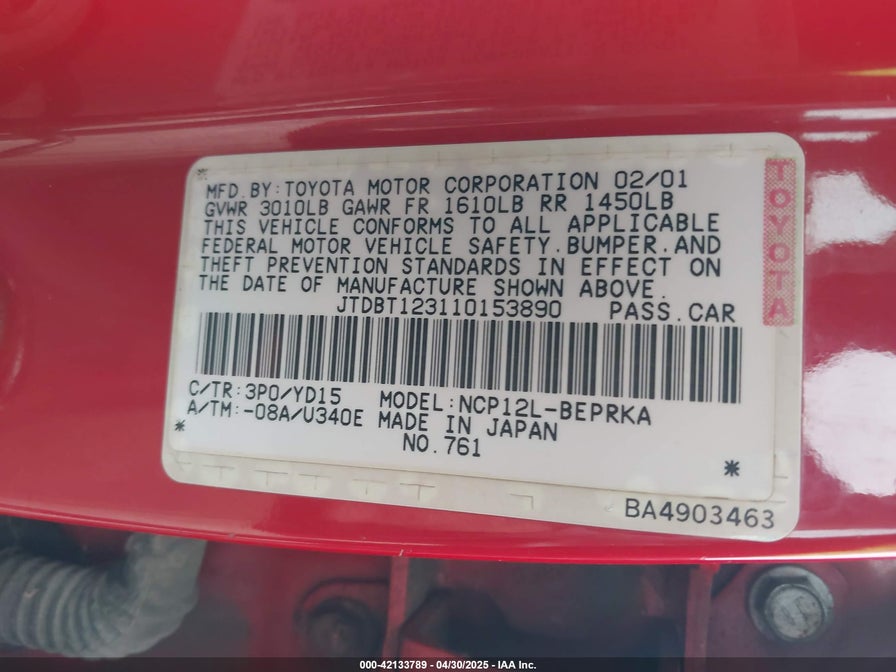 MFD.BY:TOYOTA MOTOR CORPORATION 02/01
GVWR 3010LB GAWR FR 1610LB RR 1450LB
THIS VEHICLE CONFORMS TO ALL APPLICABLE
FEDERAL MOTOR VEHICLE SAFETY.BUMPER.AND
THEFT PREVENTION STANDARDS IN EFFECT ON
THE DATE OF MANUFACTURE SHOWN ABOVE.
JTDBT123110153890 PASS.CAR
C/TR:3P0/YD15 MODEL:NCP12L-BEPRKA
A/TM:-08A/U340E MADE IN JAPAN
NO.761
BA4903463
TOYOTA
000-42133789 - 04/30/2025 - IAA Inc.